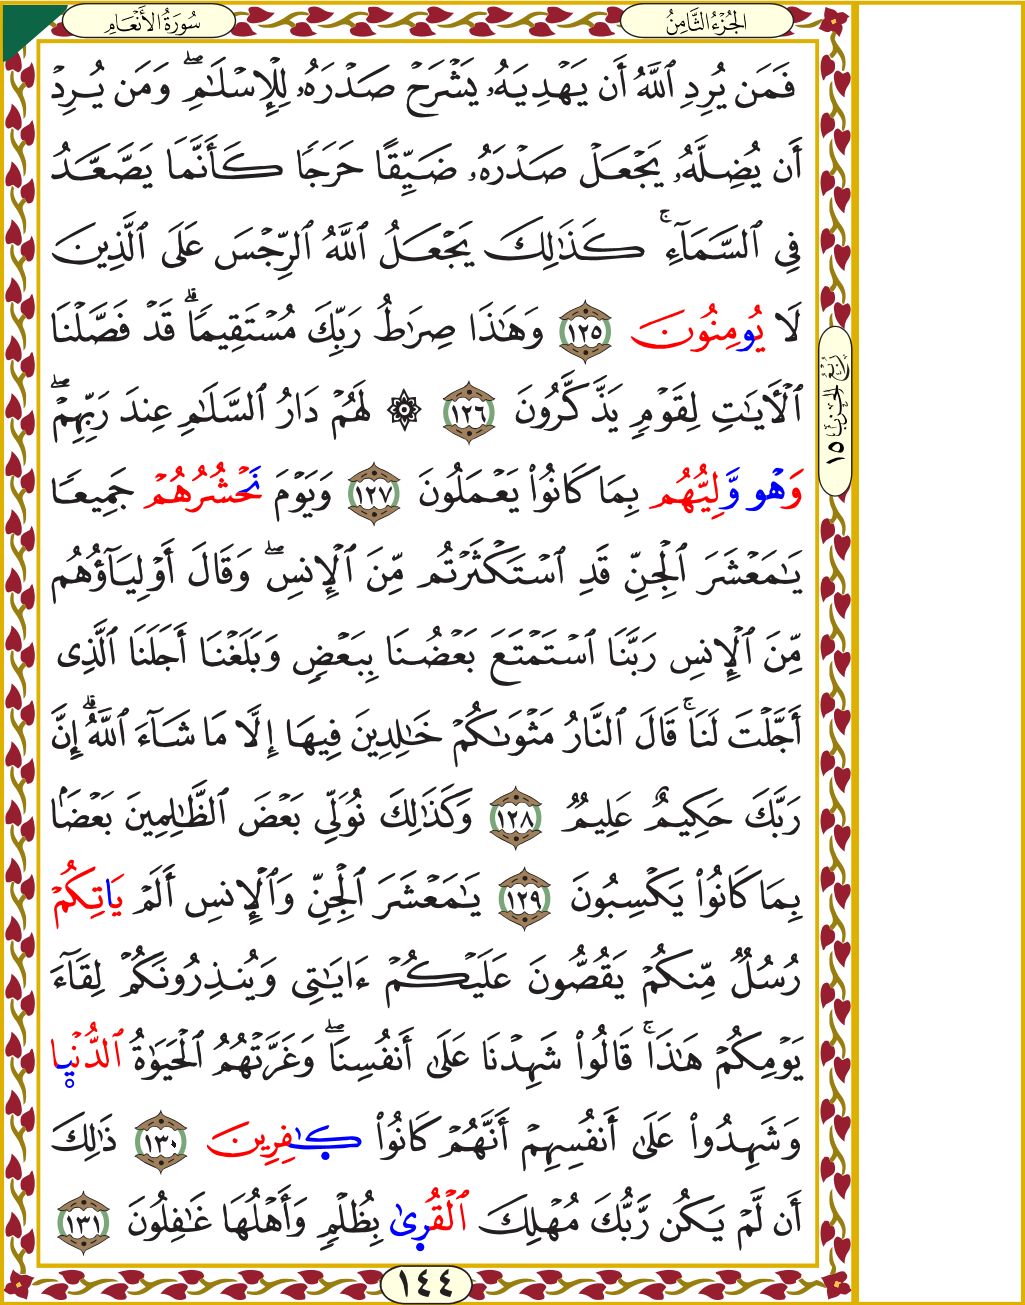 سُورَةُ الأَنْعَامِ
الجُزْءُ الثَّامِنُ
فَمَن يُرِدِ ٱللَّهُ أَن يَهْدِيَهُۥ يَشْرَحْ صَدْرَهُۥ لِلْإِسْلَٰمِۖ وَمَن يُرِدْ
أَن يُضِلَّهُۥ يَجْعَلْ صَدْرَهُۥ ضَيِّقًا حَرَجًا كَأَنَّمَا يَصَّعَّدُ
فِي ٱلسَّمَآءِۚ كَذَٰلِكَ يَجْعَلُ ٱللَّهُ ٱلرِّجْسَ عَلَى ٱلَّذِينَ
لَا يُومِنُونَ ١٢٥ وَهَٰذَا صِرَٰطُ رَبِّكَ مُسْتَقِيمًاۗ قَدْ فَصَّلْنَا
ٱلْأٓيَٰتِ لِقَوْمٍ يَذَّكَّرُونَ ١٢٦ ۞ لَهُمْ دَارُ ٱلسَّلَٰمِ عِندَ رَبِّهِمْۖ
وَهْو وَّلِيُّهُم بِمَا كَانُوا۟ يَعْمَلُونَ ١٢٧ وَيَوْمَ نَحْشُرُهُمْ جَمِيعًا
يَٰمَعْشَرَ ٱلْجِنِّ قَدِ ٱسْتَكْثَرْتُم مِّنَ ٱلْإِنسِۖ وَقَالَ أَوْلِيَآؤُهُم
مِّنَ ٱلْإِنسِ رَبَّنَا ٱسْتَمْتَعَ بَعْضُنَا بِبَعْضٍ وَبَلَغْنَا أَجَلَنَا ٱلَّذِى
أَجَّلْتَ لَنَاۚ قَالَ ٱلنَّارُ مَثْوَىٰكُمْ خَٰلِدِينَ فِيهَا إِلَّا مَا شَآءَ ٱللَّهُۗ إِنَّ
رَبَّكَ حَكِيمٌ عَلِيمٌ ١٢٨ وَكَذَٰلِكَ نُوَلِّي بَعْضَ ٱلظَّٰلِمِينَ بَعْضًۢا
بِمَا كَانُوا۟ يَكْسِبُونَ ١٢٩ يَٰمَعْشَرَ ٱلْجِنِّ وَٱلْإِنسِ أَلَمْ يَاتِكُمْ
رُسُلٌ مِّنكُمْ يَقُصُّونَ عَلَيْكُمْ ءَايَٰتِي وَيُنذِرُونَكُمْ لِقَآءَ
يَوْمِكُمْ هَٰذَاۚ قَالُوا۟ شَهِدْنَا عَلَىٰ أَنفُسِنَاۖ وَغَرَّتْهُمُ ٱلْحَيَوٰةُ ٱلدُّنْيا
وَشَهِدُوا۟ عَلَىٰ أَنفُسِهِمْ أَنَّهُمْ كَانُوا۟ كَٰفِرِينَ ١٣٠ ذَٰلِكَ
أَن لَّمْ يَكُن رَّبُّكَ مُهْلِكَ ٱلْقُرىٰ بِظُلْمٍ وَأَهْلُهَا غَٰفِلُونَ ١٣١
رُبْعُ الحِزْبِ ١٥
١٤٤